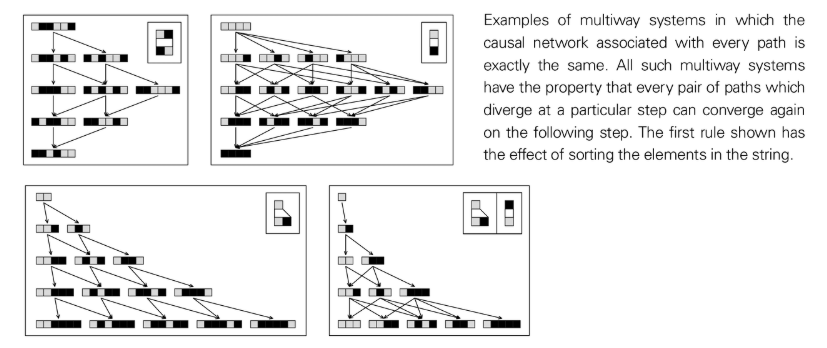 Examples of multiway systems in which the
causal network associated with every path is
exactly the same. All such multiway systems
have the property that every pair of paths which
diverge at a particular step can converge again
on the following step. The first rule shown has
the effect of sorting the elements in the string.